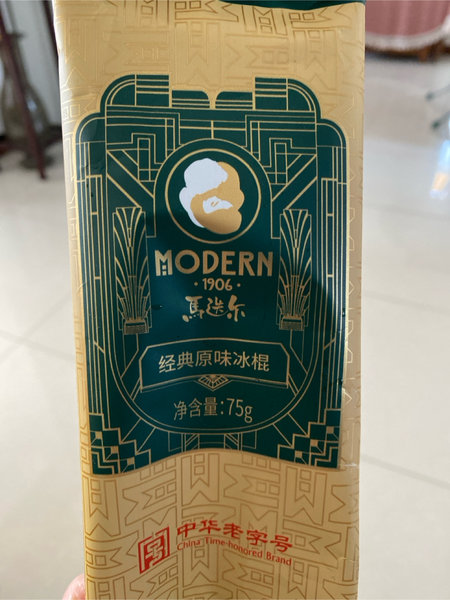 MODERN
·1906·
馬迭尔
经典原味冰棍
净含量:75g
中华老字号
China Time-honored Brand